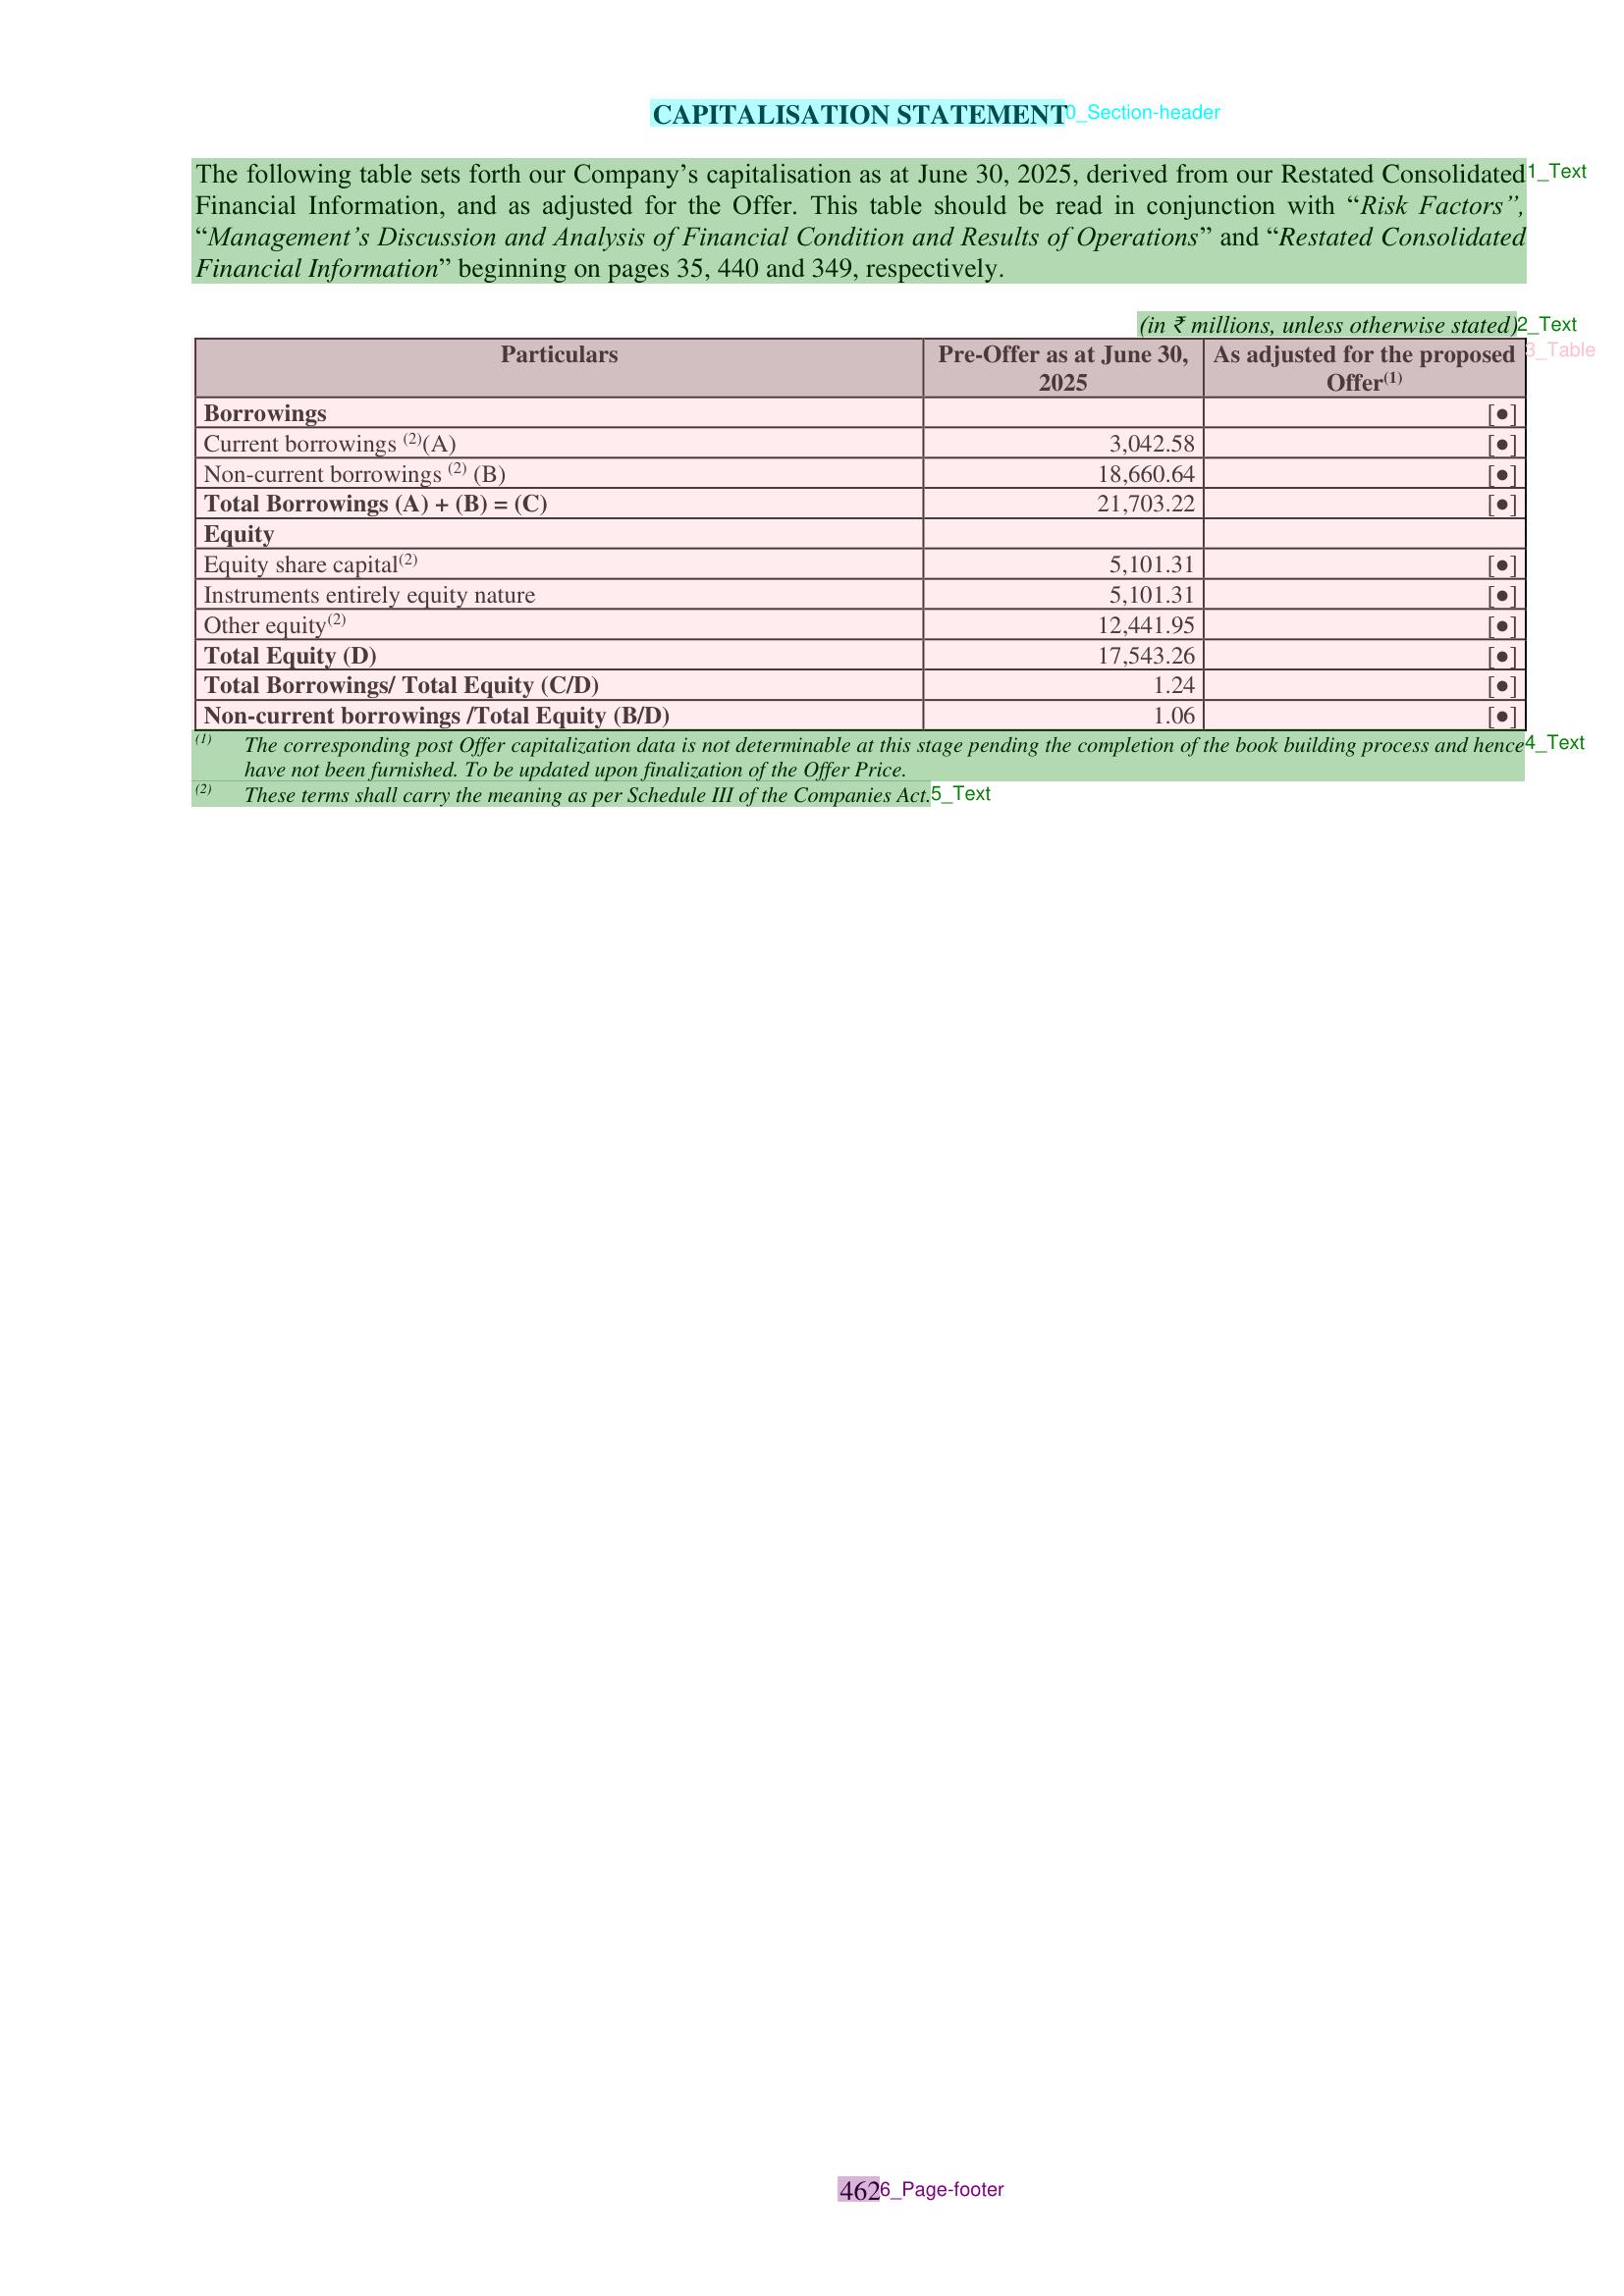 CAPITALISATION STATEMENT 0_Section-header
The following table sets forth our Company’s capitalisation as at June 30, 2025, derived from our Restated Consolidated 1_Text
Financial Information, and as adjusted for the Offer. This table should be read in conjunction with “Risk Factors”,
“Management’s Discussion and Analysis of Financial Condition and Results of Operations” and “Restated Consolidated
Financial Information” beginning on pages 35, 440 and 349, respectively.
(in ₹ millions, unless otherwise stated) 2_Text
3_Table
Particulars Pre-Offer as at June 30, As adjusted for the proposed
2025 Offer(1)
Borrowings [●]
Current borrowings (2)(A) 3,042.58 [●]
Non-current borrowings (2) (B) 18,660.64 [●]
Total Borrowings (A) + (B) = (C) 21,703.22 [●]
Equity
Equity share capital(2) 5,101.31 [●]
Instruments entirely equity nature 5,101.31 [●]
Other equity(2) 12,441.95 [●]
Total Equity (D) 17,543.26 [●]
Total Borrowings/ Total Equity (C/D) 1.24 [●]
Non-current borrowings /Total Equity (B/D) 1.06 [●]
(1) The corresponding post Offer capitalization data is not determinable at this stage pending the completion of the book building process and hence 4_Text
have not been furnished. To be updated upon finalization of the Offer Price.
(2) These terms shall carry the meaning as per Schedule III of the Companies Act. 5_Text
462 6_Page-footer